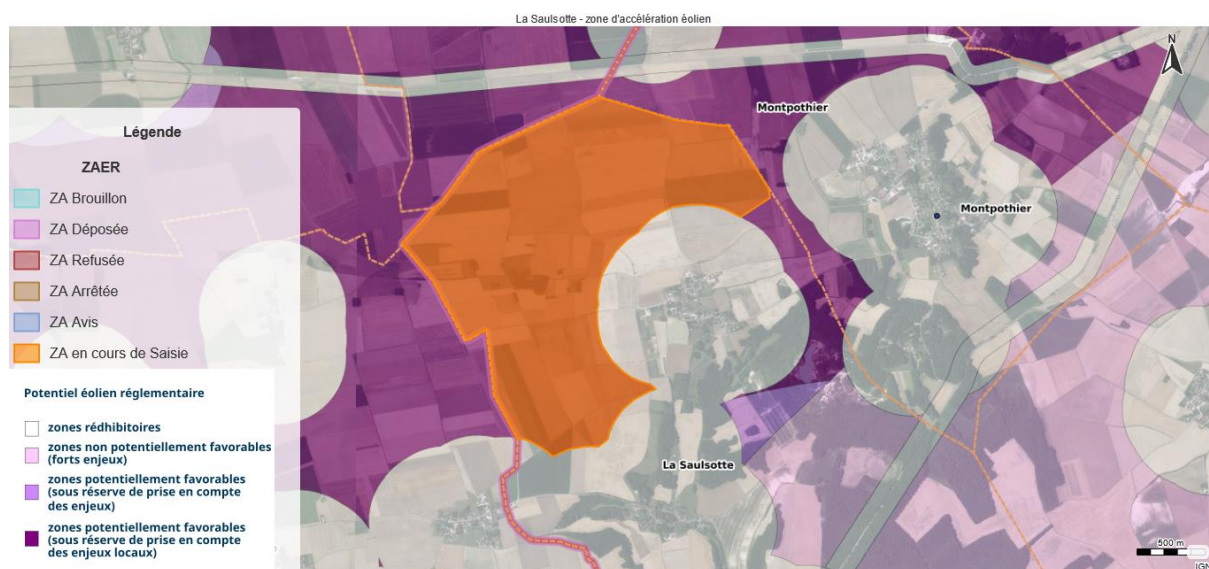 La Saulsotte - zone d'accélération éolien
N
Montpothier
Légende
ZAER
ZA Brouillon
Montpothier
ZA Déposée
ZA Refusée
ZA Arrêtée
ZA Avis
ZA en cours de Saisie
Potentiel éolien réglementaire
zones rédhibitoires
zones non potentiellement favorables
(forts enjeux)
La Saulsotte
zones potentiellement favorables
(sous réserve de prise en compte
des enjeux)
zones potentiellement favorables
(sous réserve de prise en compte
des enjeux locaux)
500 m
IGN